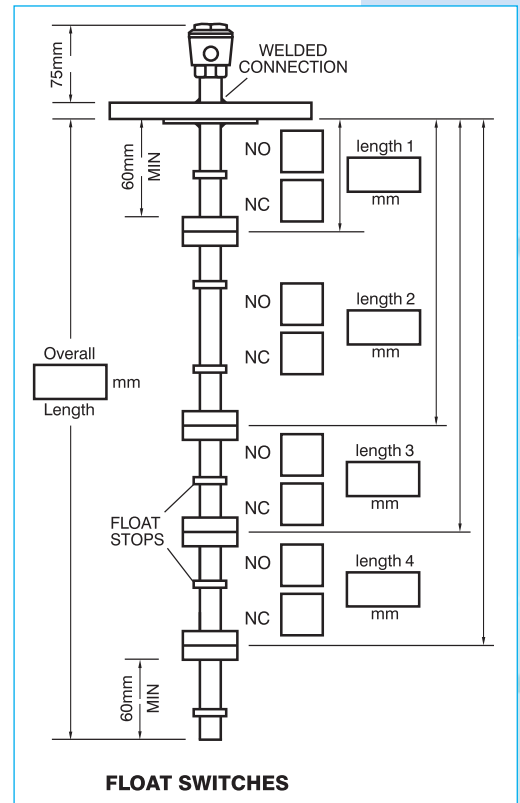 75mm
WELDED
CONNECTION
60mm
MIN
NO
NC
length 1
mm
NO
NC
length 2
mm
Overall
mm
Length
NO
NC
length 3
mm
FLOAT
STOPS
NO
NC
length 4
mm
60mm
MIN
FLOAT SWITCHES